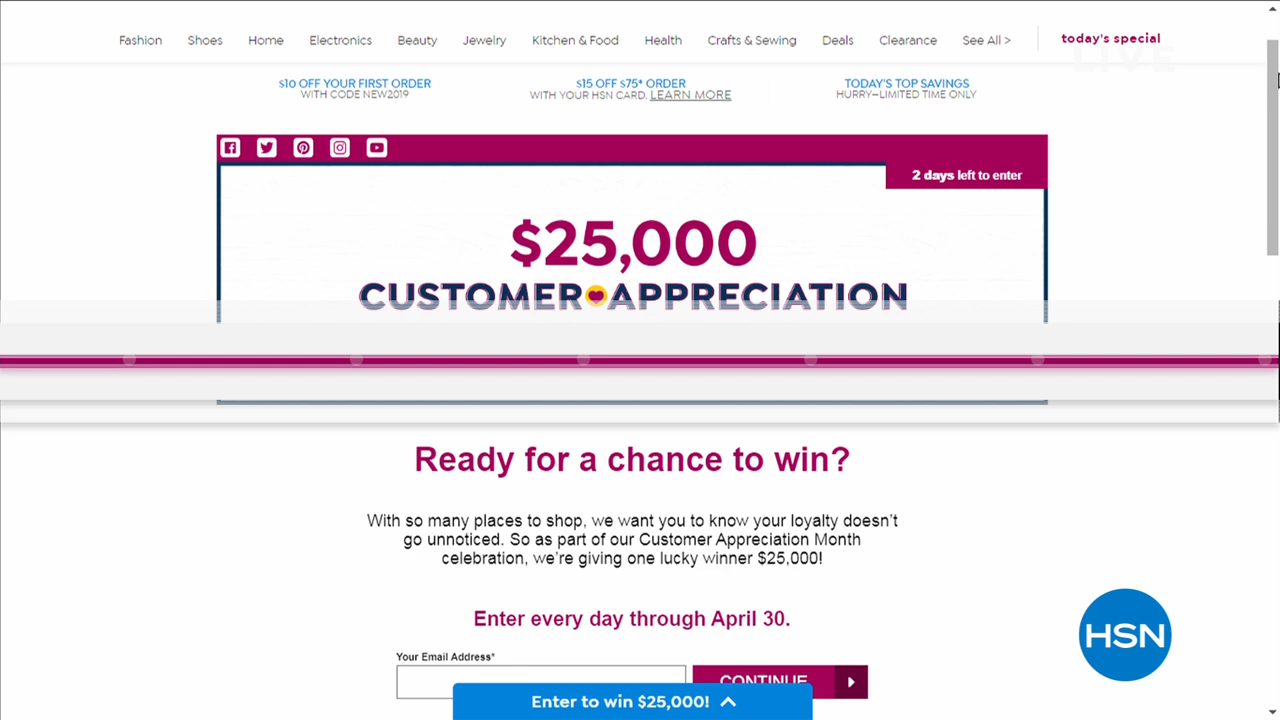 Fashion Shoes Home Electronics Beauty Jewelry Kitchen & Food Health Crafts & Sewing Deals Clearance See All > today's special
LIVE
$10 OFF YOUR FIRST ORDER $15 OFF $75* ORDER TODAY'S TOP SAVINGS
WITH CODE NEW2019 WITH YOUR HSN CARD. LEARN MORE HURRY—LIMITED TIME ONLY
2 days left to enter
$25,000
CUSTOMER APPRECIATION
Ready for a chance to win?
With so many places to shop, we want you to know your loyalty doesn't
go unnoticed. So as part of our Customer Appreciation Month
celebration, we're giving one lucky winner $25,000!
Enter every day through April 30.
Your Email Address*
CONTINUE
HSN
Enter to win $25,000!